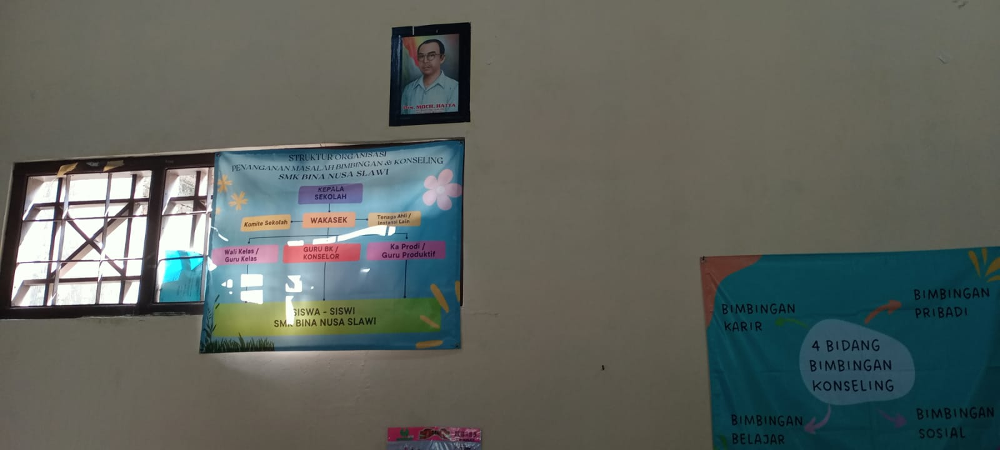 Drs. MOCH. HATTA
STRUKTUR ORGANISASI
PENANGANAN MASALAH BIMBINGAN & KONSELING
SMK BINA NUSA SLAWI
KEPALA
SEKOLAH
Komite Sekolah
WAKASEK
Tenaga Ahli /
Instansi Lain
Wali Kelas /
Guru Kelas
GURU BK /
KONSELOR
Ka Prodi /
Guru Produktif
SISWA - SISWI
SMK BINA NUSA SLAWI
BIMBINGAN
KARIR
BIMBINGAN
PRIBADI
4 BIDANG
BIMBINGAN
KONSELING
BIMBINGAN
BELAJAR
BIMBINGAN
SOSIAL